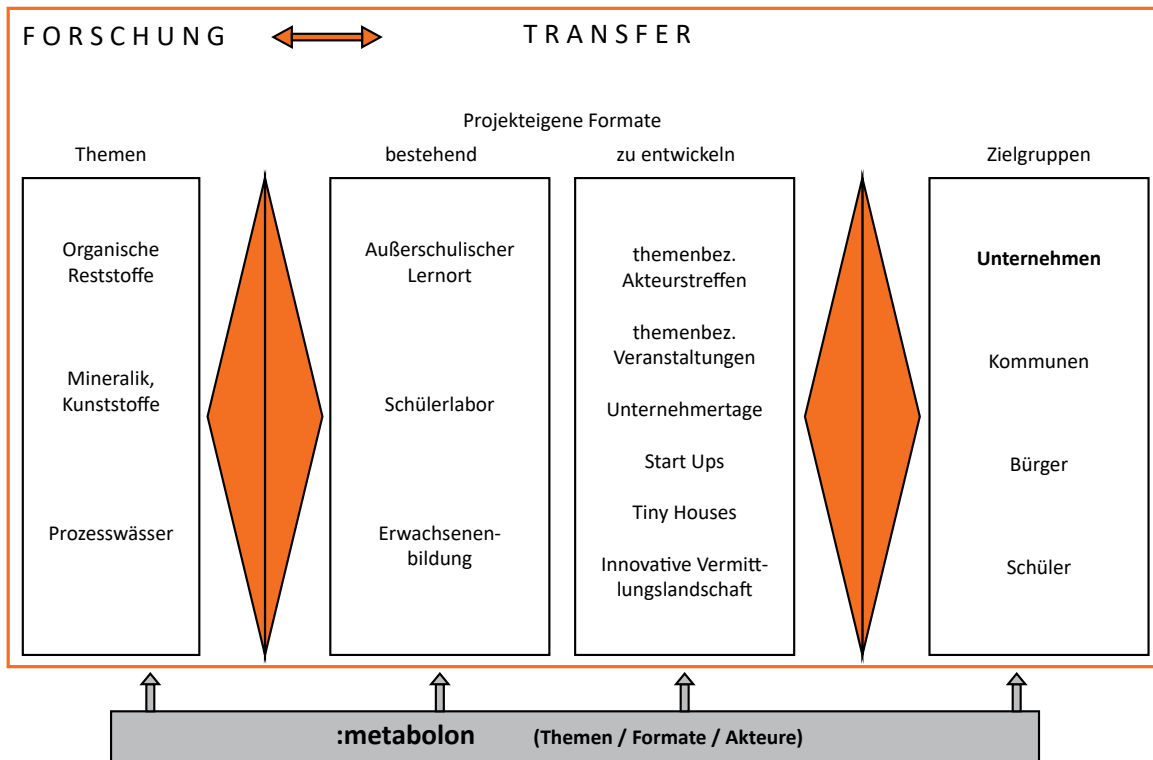 FORSCHUNG TRANSFER
Projekteigene Formate
Themen bestehend zu entwickeln Zielgruppen
Organische
Reststoffe
Mineralik,
Kunststoffe
Prozesswässer
Außerschulischer
Lernort
Schülerlabor
Erwachsenen-
bildung
themenbez.
Akteurstreffen
themenbez.
Veranstaltungen
Unternehmertage
Start Ups
Tiny Houses
Innovative Vermitt-
lungslandschaft
Unternehmen
Kommunen
Bürger
Schüler
:metabolon (Themen / Formate / Akteure)